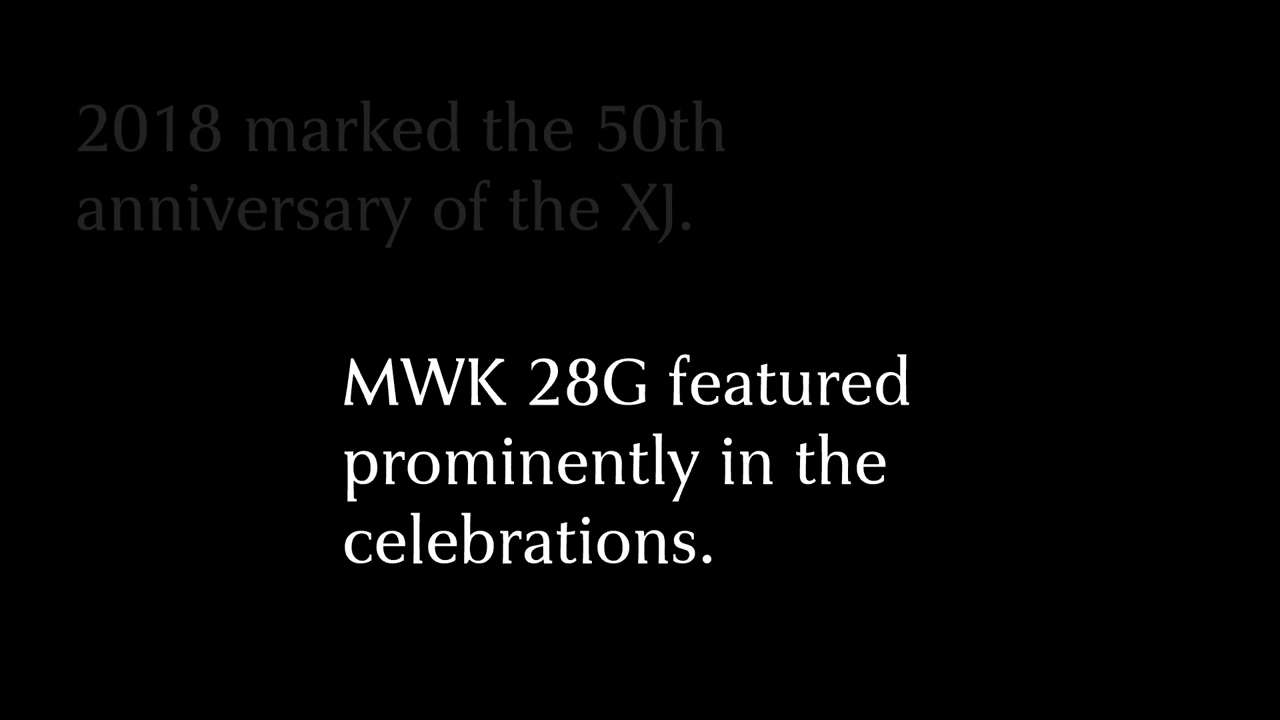 2018 marked the 50th
anniversary of the XJ.
MWK 28G featured
prominently in the
celebrations.